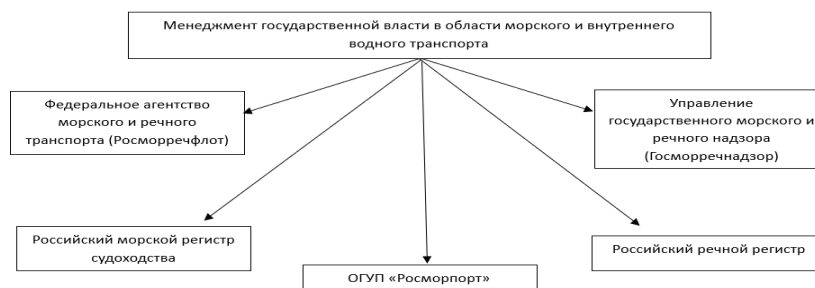 Менеджмент государственной власти в области морского и внутреннего
водного транспорта
Федеральное агентство
морского и речного
транспорта (Росморречфлот)
Управление
государственного морского и
речного надзора
(Госморречнадзор)
Российский морской регистр
судоходства
ОГУП «Росморпорт»
Российский речной регистр